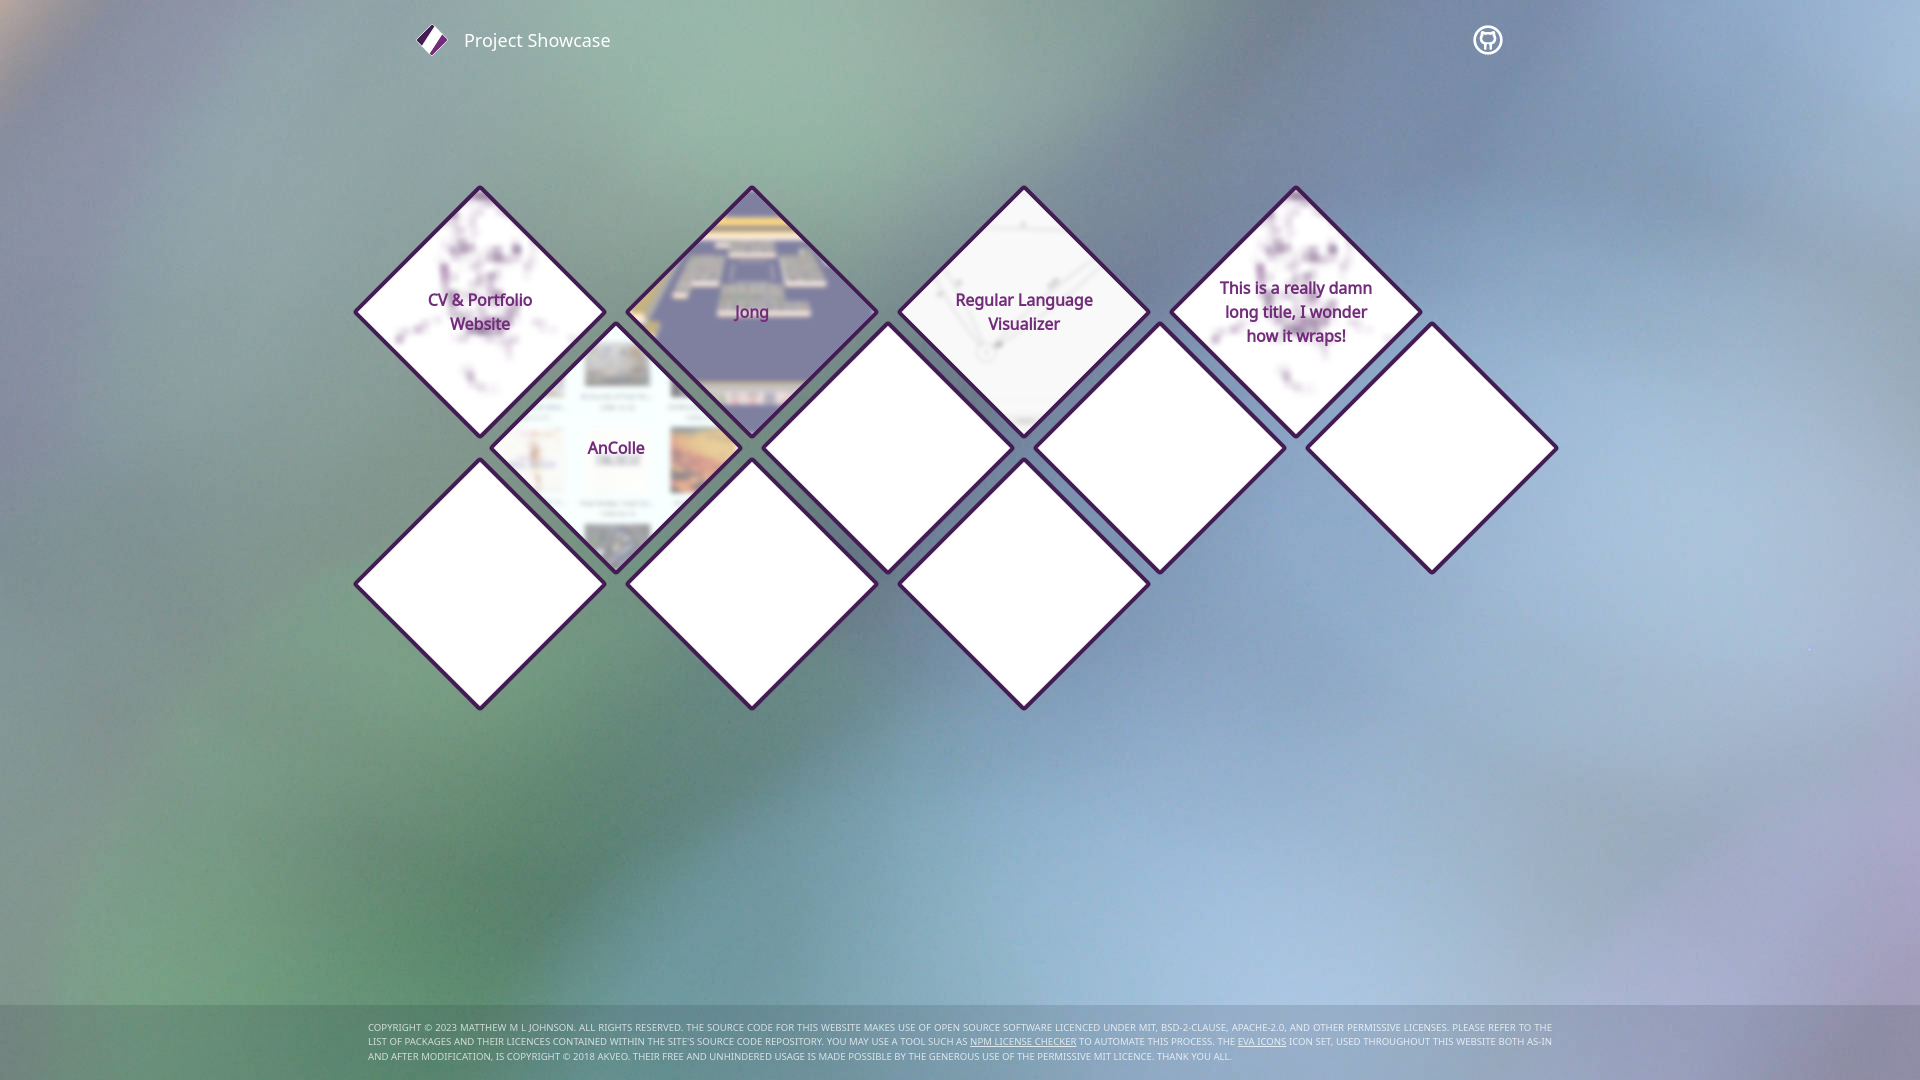 Project Showcase
CV & Portfolio
Website
Jong
Regular Language
Visualizer
This is a really damn
long title, I wonder
how it wraps!
AnColle
COPYRIGHT © 2023 MATTHEW M L JOHNSON. ALL RIGHTS RESERVED. THE SOURCE CODE FOR THIS WEBSITE MAKES USE OF OPEN SOURCE SOFTWARE LICENCED UNDER MIT, BSD-2-CLAUSE, APACHE-2.0, AND OTHER PERMISSIVE LICENSES. PLEASE REFER TO THE
LIST OF PACKAGES AND THEIR LICENCES CONTAINED WITHIN THE SITE'S SOURCE CODE REPOSITORY. YOU MAY USE A TOOL SUCH AS NPM LICENSE CHECKER TO AUTOMATE THIS PROCESS. THE EVA ICONS ICON SET, USED THROUGHOUT THIS WEBSITE BOTH AS-IN
AND AFTER MODIFICATION, IS COPYRIGHT © 2018 AKVEO. THEIR FREE AND UNHINDERED USAGE IS MADE POSSIBLE BY THE GENEROUS USE OF THE PERMISSIVE MIT LICENCE. THANK YOU ALL.